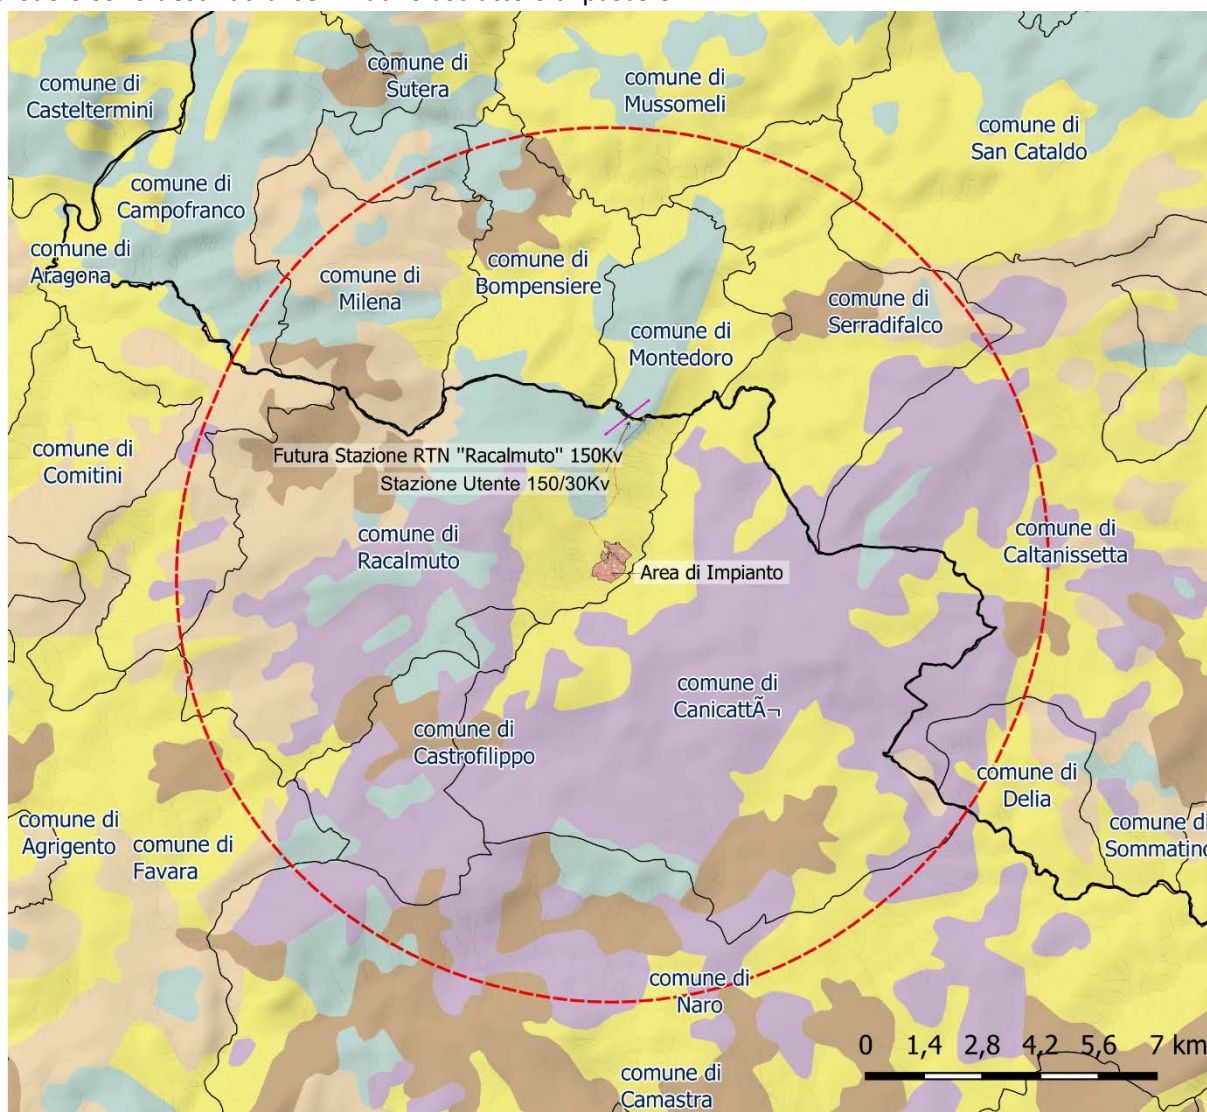 comune di
Casteltermini
comune di
Sutera
comune di
Mussomeli
comune di
San Cataldo
comune di
Campofranco
comune di
Aragona
comune di
Milena
comune di
Bompensiere
comune di
Serradifalco
comune di
Montedoro
Futura Stazione RTN "Racalmuto" 150Kv
Stazione Utente 150/30Kv
comune di
Comitini
comune di
Racalmuto
comune di
Caltanissetta
Area di Impianto
comune di
CanicattÃ¬
comune di
Castrofilippo
comune di
Delia
comune di
Agrigento
comune di
Favara
comune di
Sommatino
comune di
Naro
comune di
Camastra
0 1,4 2,8 4,2 5,6 7 km